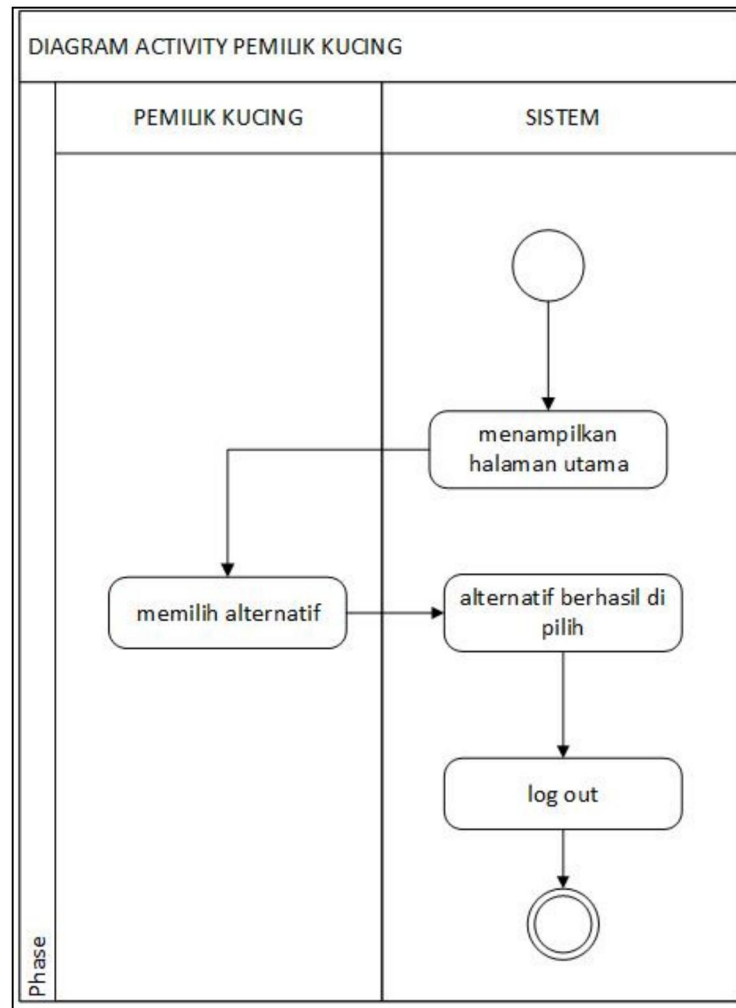 DIAGRAM ACTIVITY PEMILIK KUCING
PEMILIK KUCING
SISTEM
menampilkan
halaman utama
memilih alternatif
alternatif berhasil di
pilih
log out
Phase